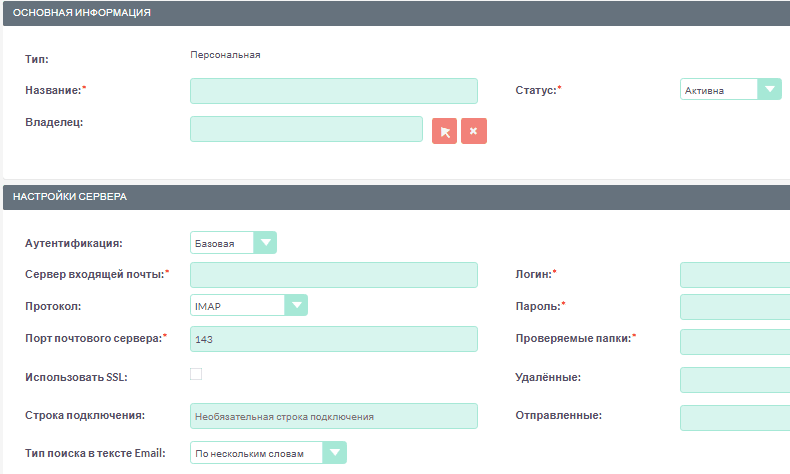 ОСНОВНАЯ ИНФОРМАЦИЯ
Тип: Персональная
Название:* Статус:* Активна
Владелец:
НАСТРОЙКИ СЕРВЕРА
Аутентификация: Базовая
Сервер входящей почты:* Логин:*
Протокол: IMAP Пароль:*
Порт почтового сервера:* 143 Проверяемые папки:*
Использовать SSL: Удалённые:
Строка подключения: Необязательная строка подключения Отправленные:
Тип поиска в тексте Email: По нескольким словам